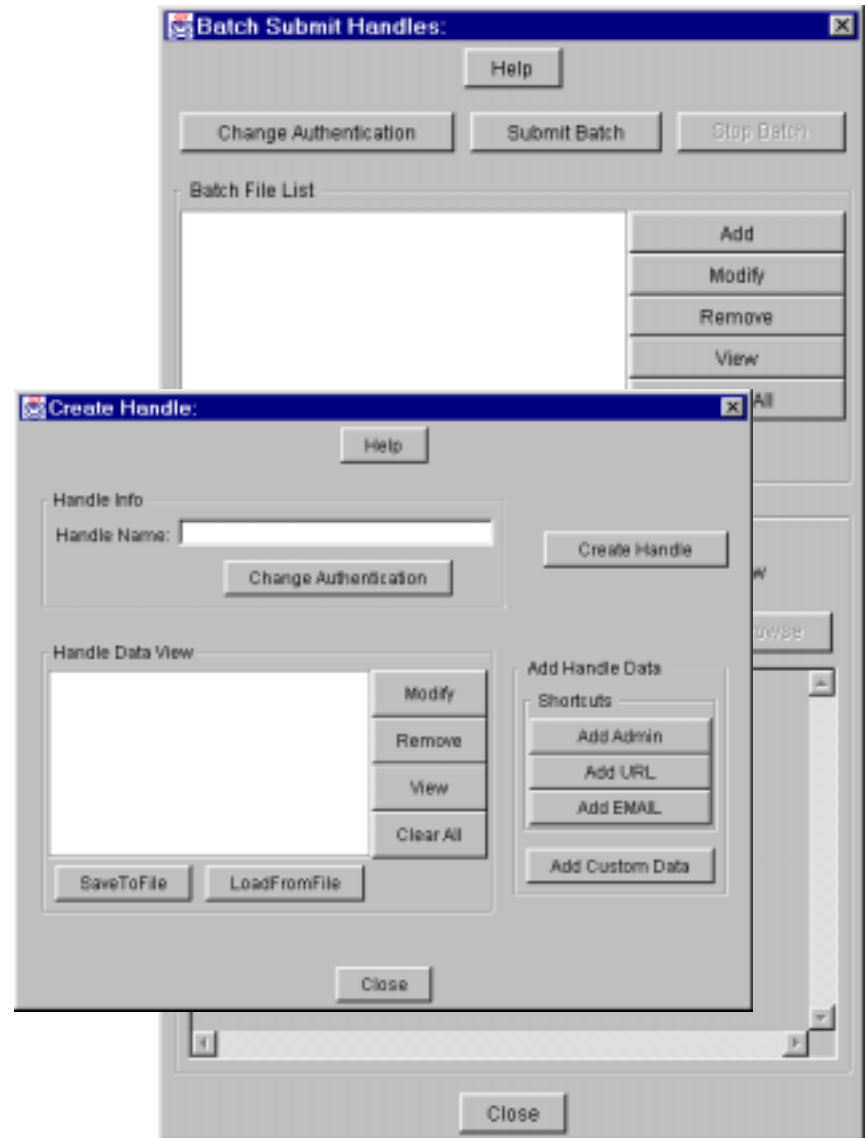 Batch Submit Handles:
Help
Change Authentication
Submit Batch
Stop Batch
Batch File List
Add
Modify
Remove
View
All
Create Handle:
Help
Handle Info
Handle Name:
Change Authentication
Create Handle
w
owse
Handle Data View
Modify
Remove
View
Clear All
SaveToFile
LoadFromFile
Add Handle Data
Shortcuts
Add Admin
Add URL
Add EMAIL
Add Custom Data
Close
Close